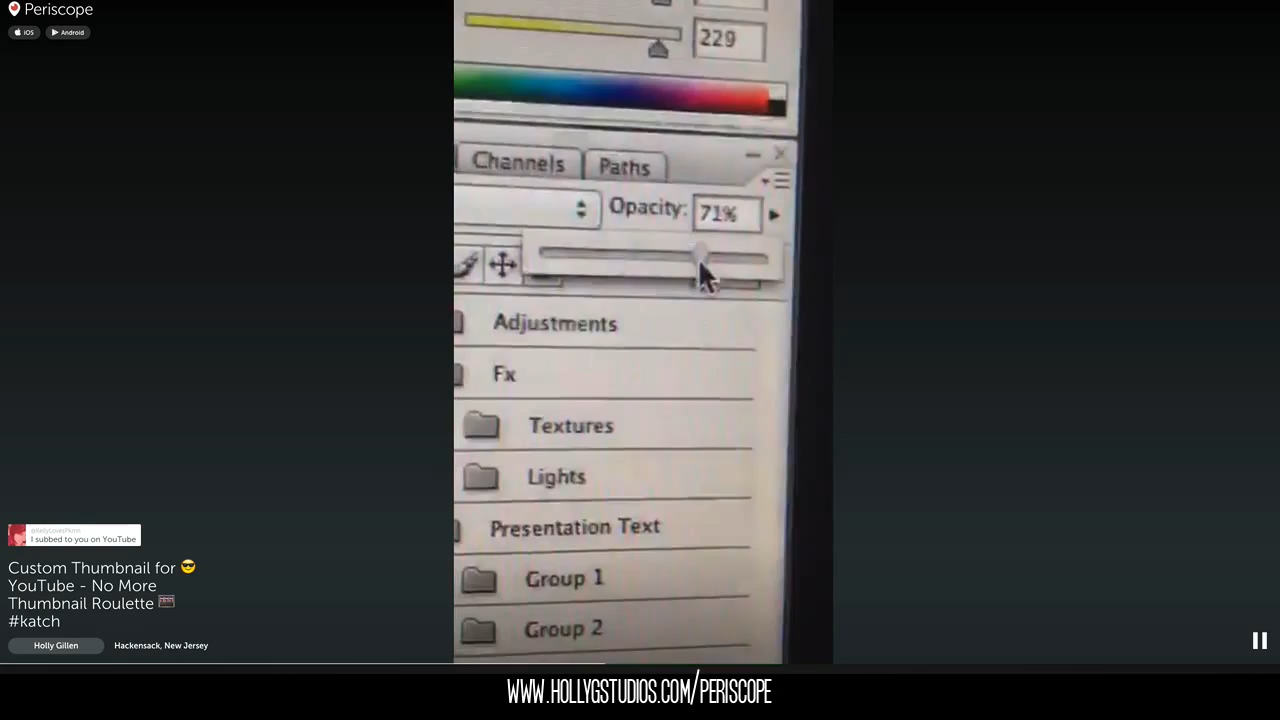 Periscope
iOS
Android
229
Channels
Paths
Opacity:
71%
Adjustments
Fx
Textures
Lights
Presentation Text
Group 1
Group 2
@KellyLovesPkmn
I subbed to you on YouTube
Custom Thumbnail for 😎
YouTube - No More
Thumbnail Roulette
#katch
Holly Gillen
Hackensack, New Jersey
WWW.HOLLYGSTUDIOS.COM/PERISCOPE